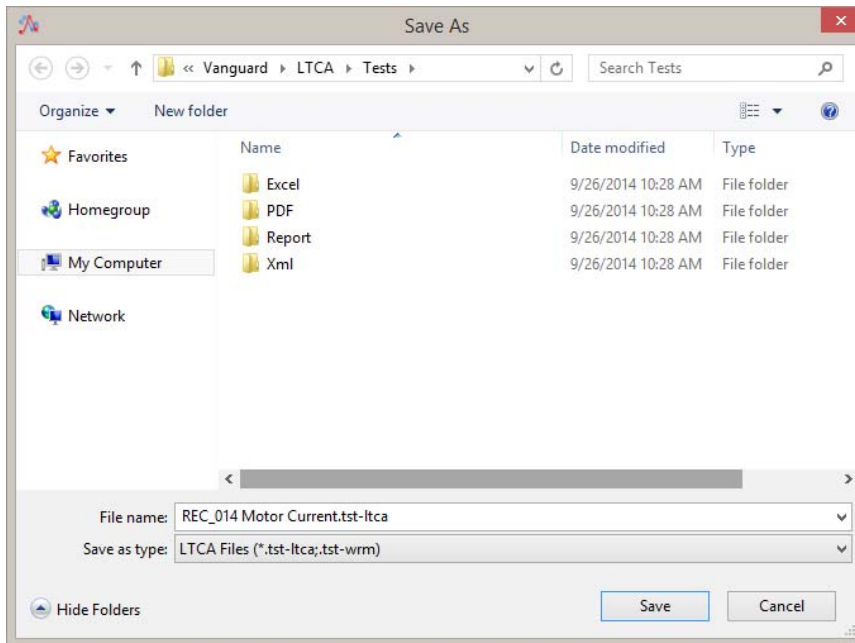 Save As
« Vanguard LTCA Tests Search Tests
Organize New folder
Name Date modified Type
Favorites
Homegroup
My Computer
Network
Excel 9/26/2014 10:28 AM File folder
PDF 9/26/2014 10:28 AM File folder
Report 9/26/2014 10:28 AM File folder
Xml 9/26/2014 10:28 AM File folder
File name: REC_014 Motor Current.tst-ltca
Save as type: LTCA Files (*.tst-ltca;.tst-wrm)
Hide Folders Save Cancel